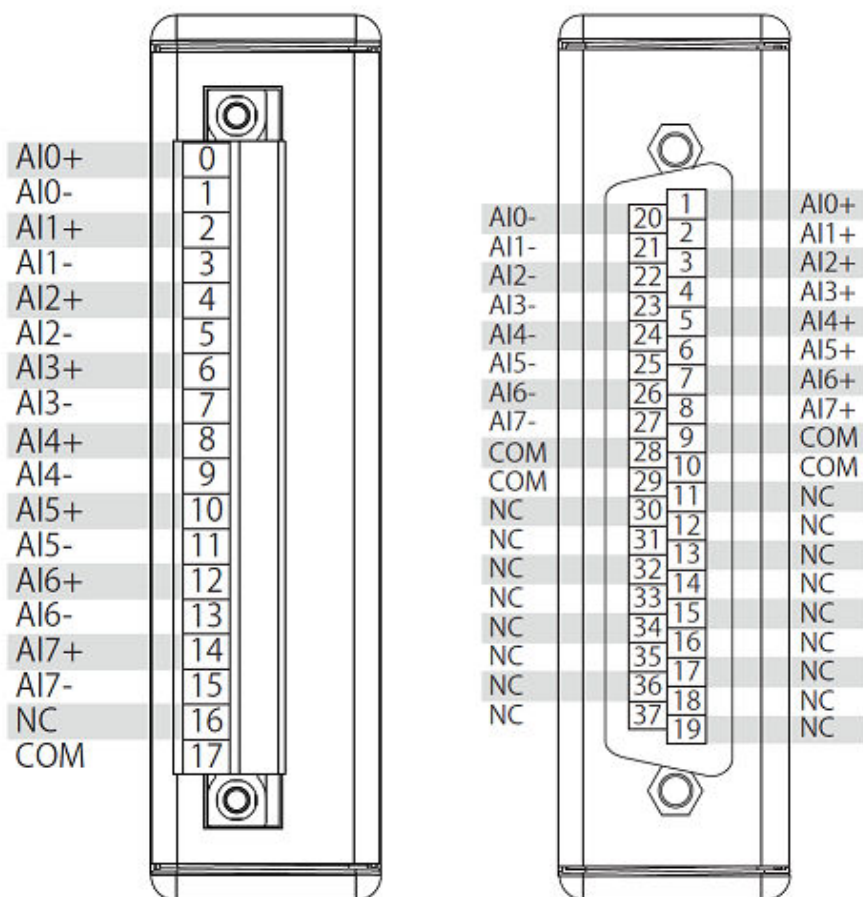 AI0+ 0
AI0- 1
AI1+ 2
AI1- 3
AI2+ 4
AI2- 5
AI3+ 6
AI3- 7
AI4+ 8
AI4- 9
AI5+ 10
AI5- 11
AI6+ 12
AI6- 13
AI7+ 14
AI7- 15
NC 16
COM 17
1 AI0+
AI0- 20
2 AI1+
AI1- 21
3 AI2+
AI2- 22
4 AI3+
AI3- 23
5 AI4+
AI4- 24
6 AI5+
AI5- 25
7 AI6+
AI6- 26
8 AI7+
AI7- 27
9 COM
COM 28
10 COM
COM 29
11 NC
NC 30
12 NC
NC 31
13 NC
NC 32
14 NC
NC 33
15 NC
NC 34
16 NC
NC 35
17 NC
NC 36
18 NC
NC 37
19 NC